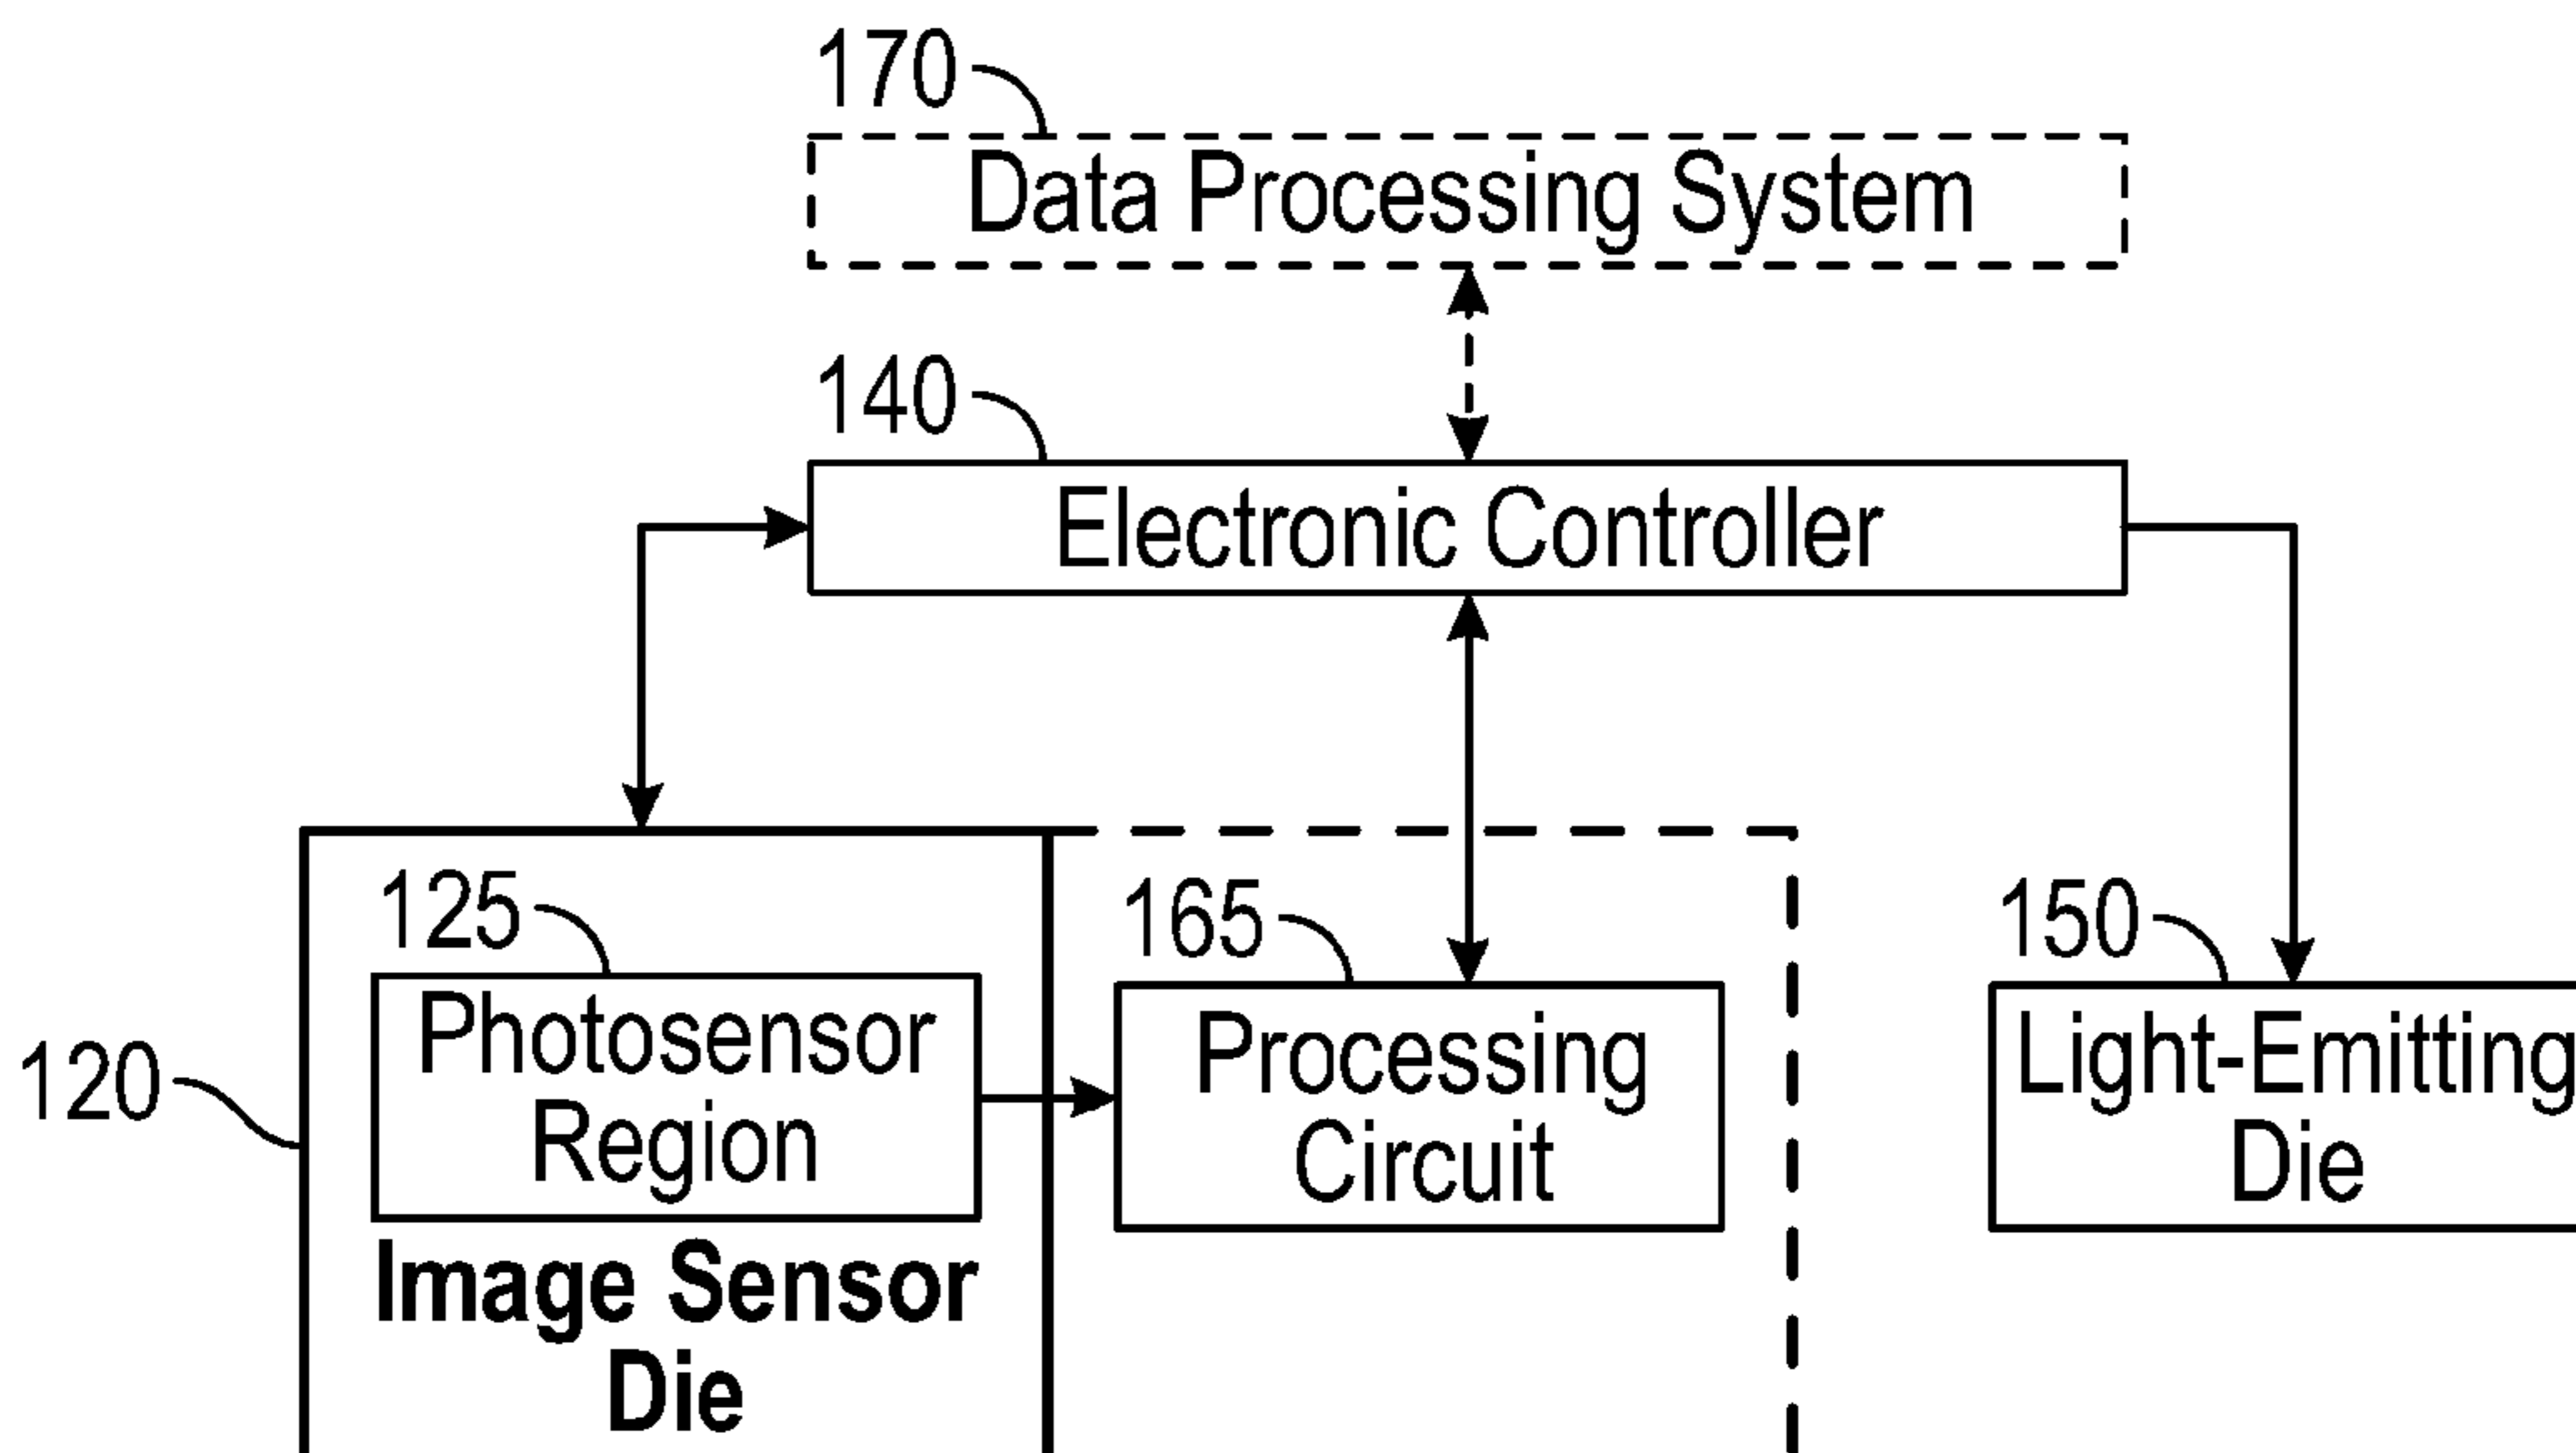 170
Data Processing System
140
Electronic Controller
125
165
150
Photosensor
Region
Processing
Circuit
Light-Emitting
Die
120
Image Sensor
Die